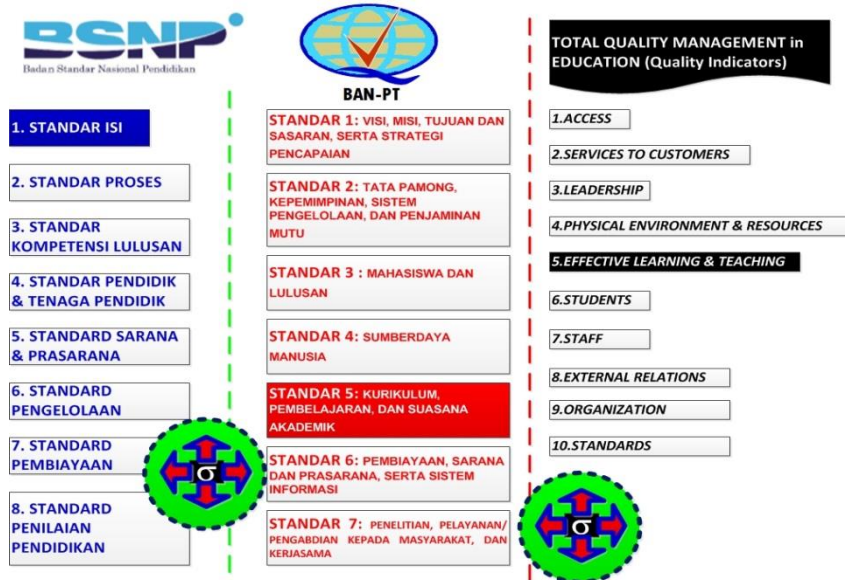 BSNP
Badan Standar Nasional Pendidikan
1. STANDAR ISI
2. STANDAR PROSES
3. STANDAR
KOMPETENSI LULUSAN
4. STANDAR PENDIDIK
& TENAGA PENDIDIK
5. STANDARD SARANA
& PRASARANA
6. STANDARD
PENGELOLAAN
7. STANDARD
PEMBIAYAAN
8. STANDARD
PENILAIAN
PENDIDIKAN
σ
BAN-PT
STANDAR 1: VISI, MISI, TUJUAN DAN
SASARAN, SERTA STRATEGI
PENCAPAIAN
STANDAR 2: TATA PAMONG,
KEPEMIMPINAN, SISTEM
PENGELOLAAN, DAN PENJAMINAN
MUTU
STANDAR 3 : MAHASISWA DAN
LULUSAN
STANDAR 4: SUMBERDAYA
MANUSIA
STANDAR 5: KURIKULUM,
PEMBELAJARAN, DAN SUASANA
AKADEMIK
STANDAR 6: PEMBIAYAAN, SARANA
DAN PRASARANA, SERTA SISTEM
INFORMASI
STANDAR 7: PENELITIAN, PELAYANAN/
PENGABDIAN KEPADA MASYARAKAT, DAN
KERJASAMA
TOTAL QUALITY MANAGEMENT in
EDUCATION (Quality Indicators)
1.ACCESS
2.SERVICES TO CUSTOMERS
3.LEADERSHIP
4.PHYSICAL ENVIRONMENT & RESOURCES
5.EFFECTIVE LEARNING & TEACHING
6.STUDENTS
7.STAFF
8.EXTERNAL RELATIONS
9.ORGANIZATION
10.STANDARDS
σ